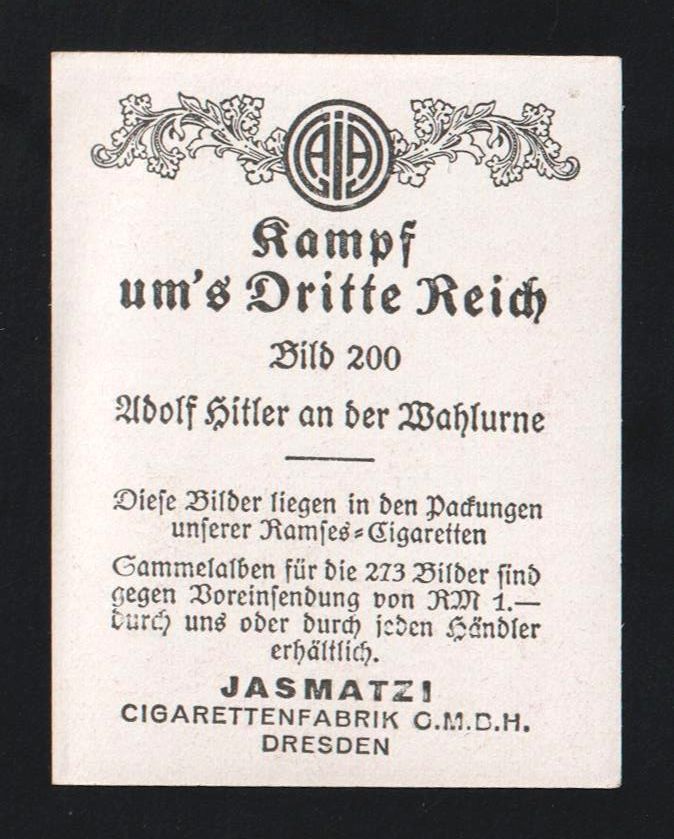 AJA
Kampf
um's Dritte Reich
Bild 200
Adolf Hitler an der Wahlurne
Diese Bilder liegen in den Packungen
unserer Ramses=Cigaretten
Sammelalben für die 273 Bilder sind
gegen Voreinsendung von RM 1.—
durch uns oder durch jeden Händler
erhältlich.
JASMATZI
CIGARETTENFABRIK G.M.B.H.
DRESDEN